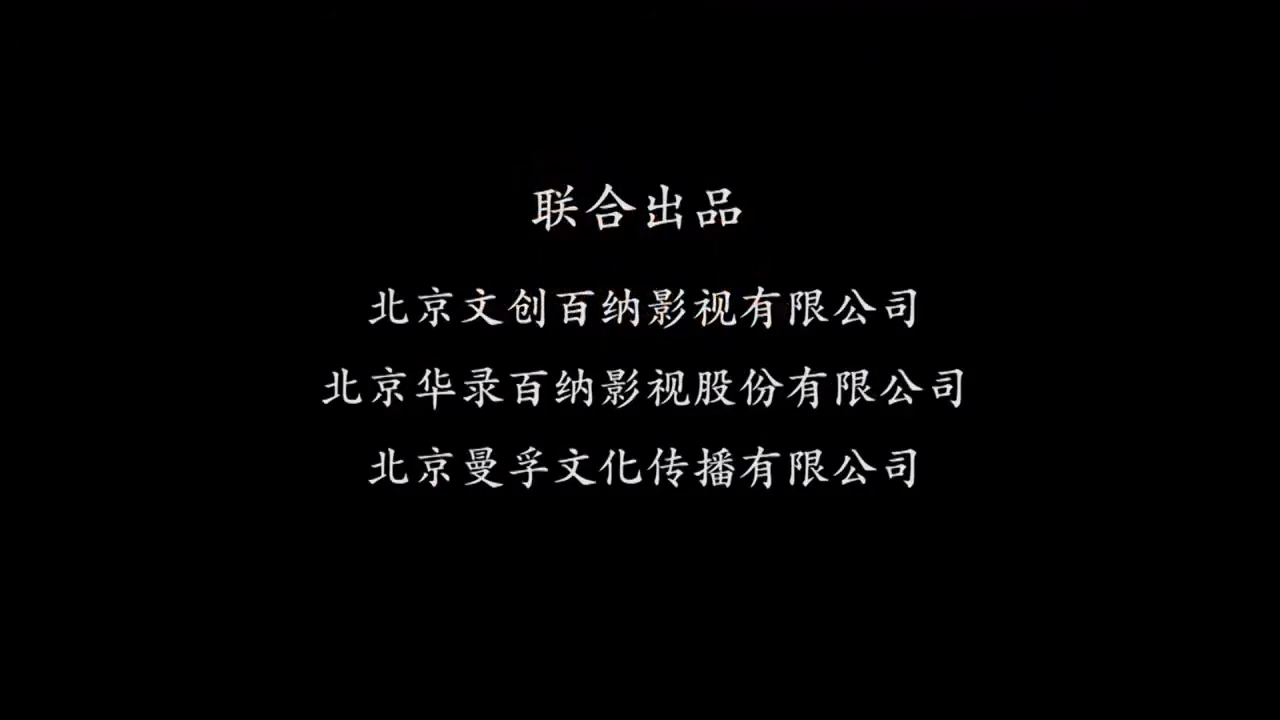 联合出品
北京文创百纳影视有限公司
北京华录百纳影视股份有限公司
北京曼孚文化传播有限公司